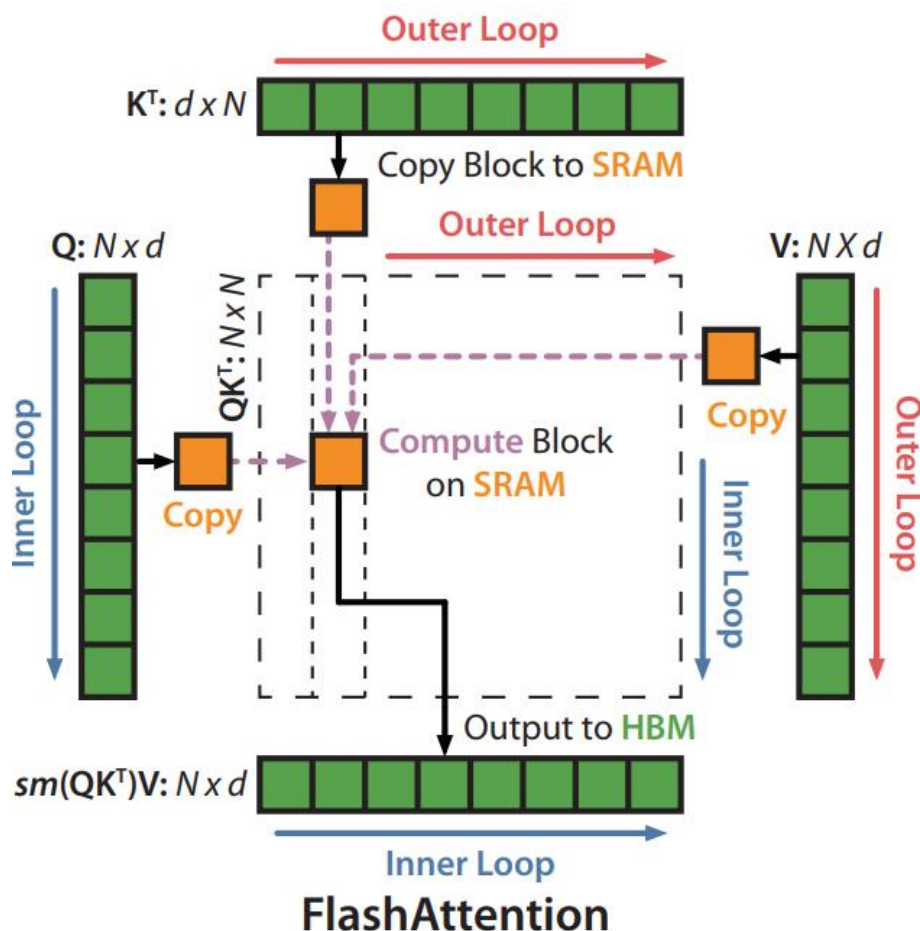 Outer Loop
Kᵀ: d x N
Copy Block to SRAM
Outer Loop
Q: N x d
V: N X d
QKᵀ: N x N
Inner Loop
Copy
Compute Block
on SRAM
Copy
Inner Loop
Outer Loop
Output to HBM
sm(QKᵀ)V: N x d
Inner Loop
FlashAttention